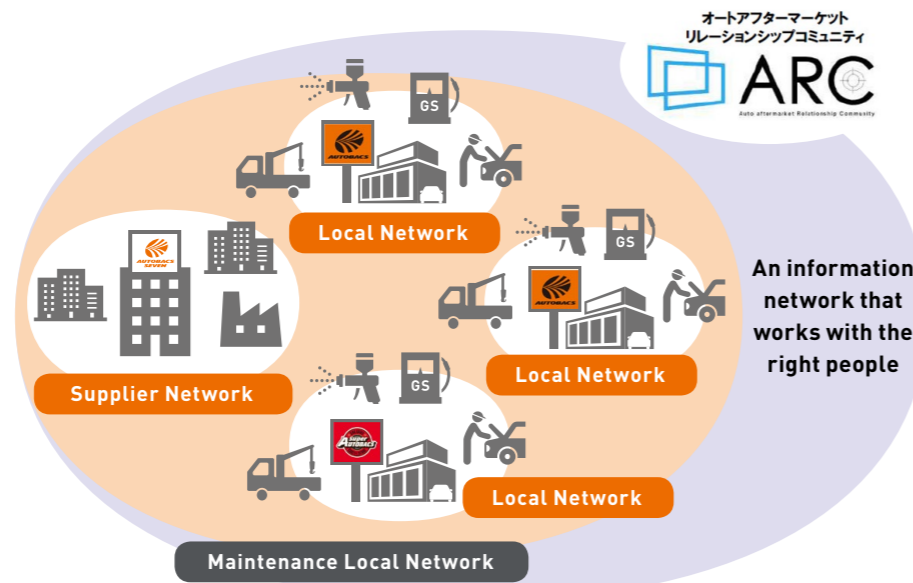 オートアフターマーケット
リレーションシップコミュニティ
ARC
Auto aftermarket Relationship Community
GS
AUTOBACS
Local Network
GS
AUTOBACS
Local Network
AUTOBACS
SEVEN
Supplier Network
An information
network that
works with the
right people
GS
Super
AUTOBACS
Local Network
Maintenance Local Network